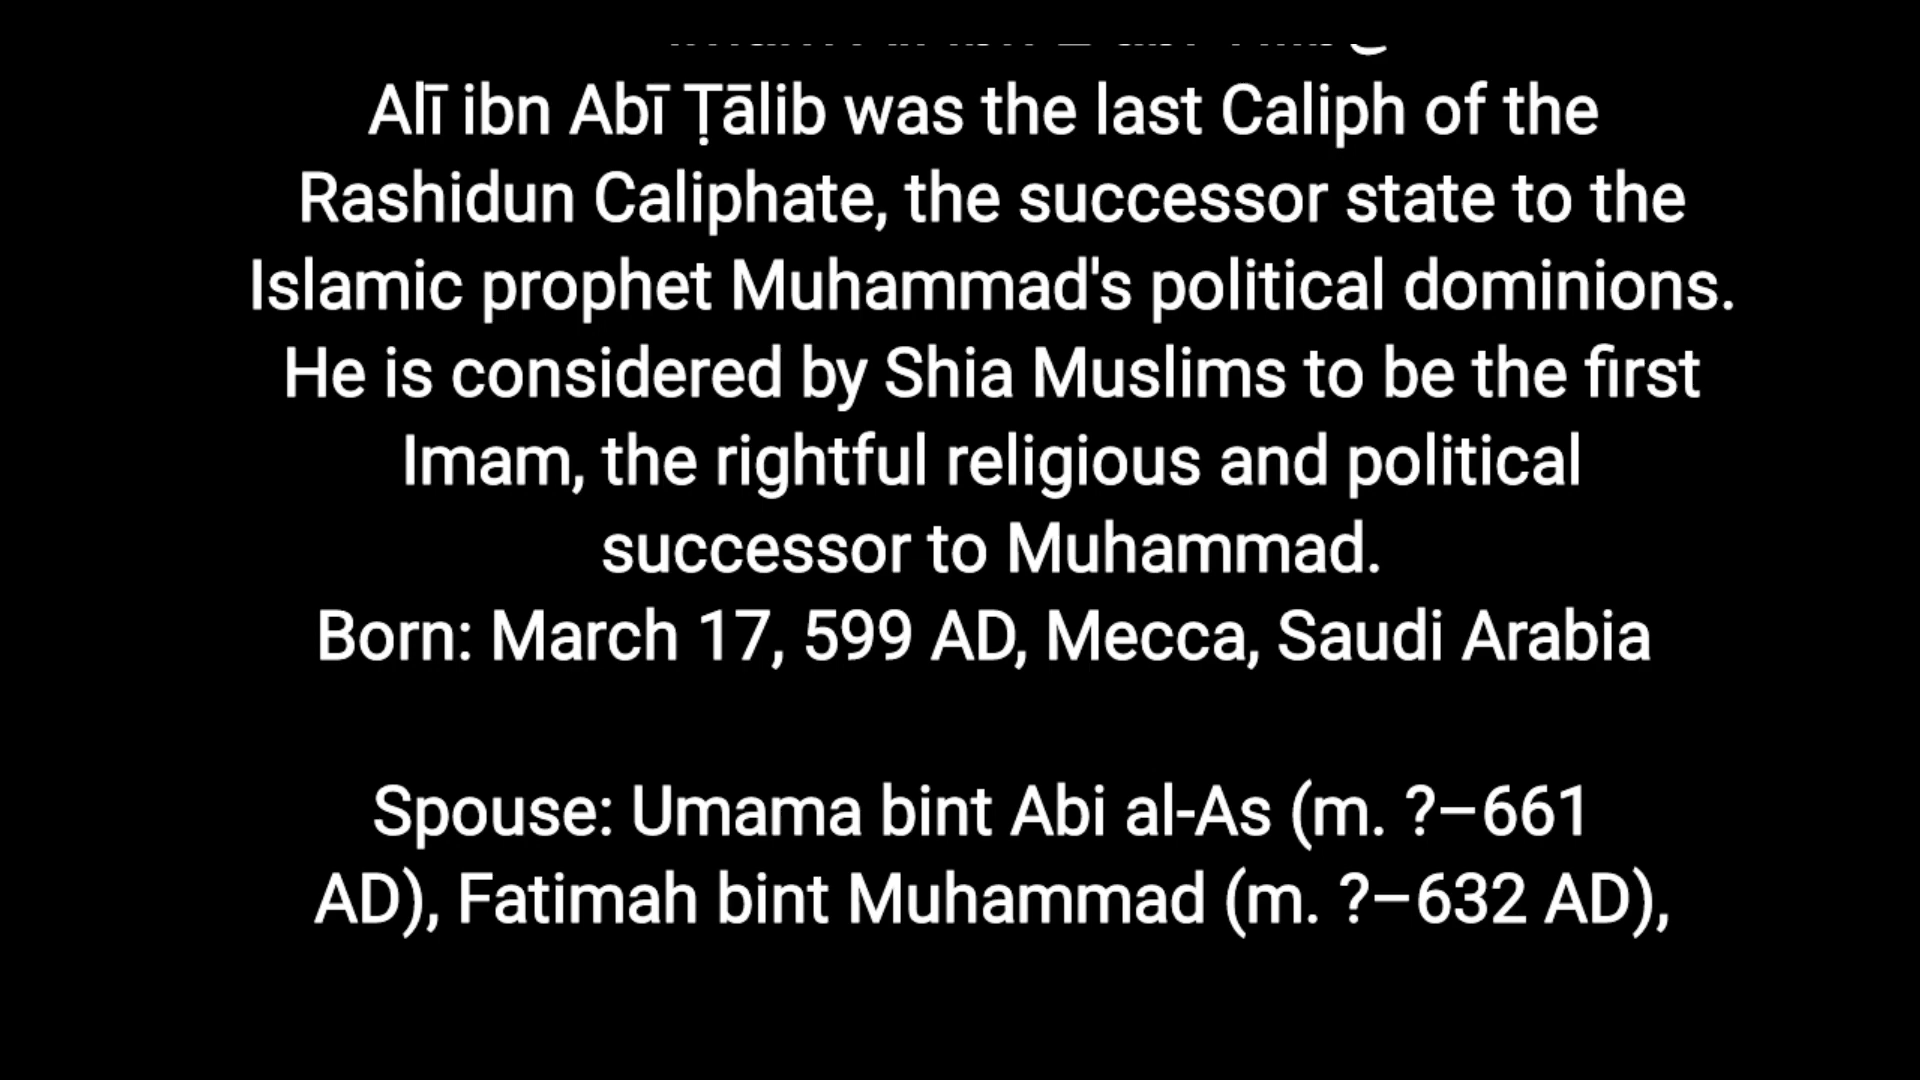 Alī ibn Abī Ṭālib was the last Caliph of the
Rashidun Caliphate, the successor state to the
Islamic prophet Muhammad's political dominions.
He is considered by Shia Muslims to be the first
Imam, the rightful religious and political
successor to Muhammad.
Born: March 17, 599 AD, Mecca, Saudi Arabia
Spouse: Umama bint Abi al-As (m. ?–661
AD), Fatimah bint Muhammad (m. ?–632 AD),